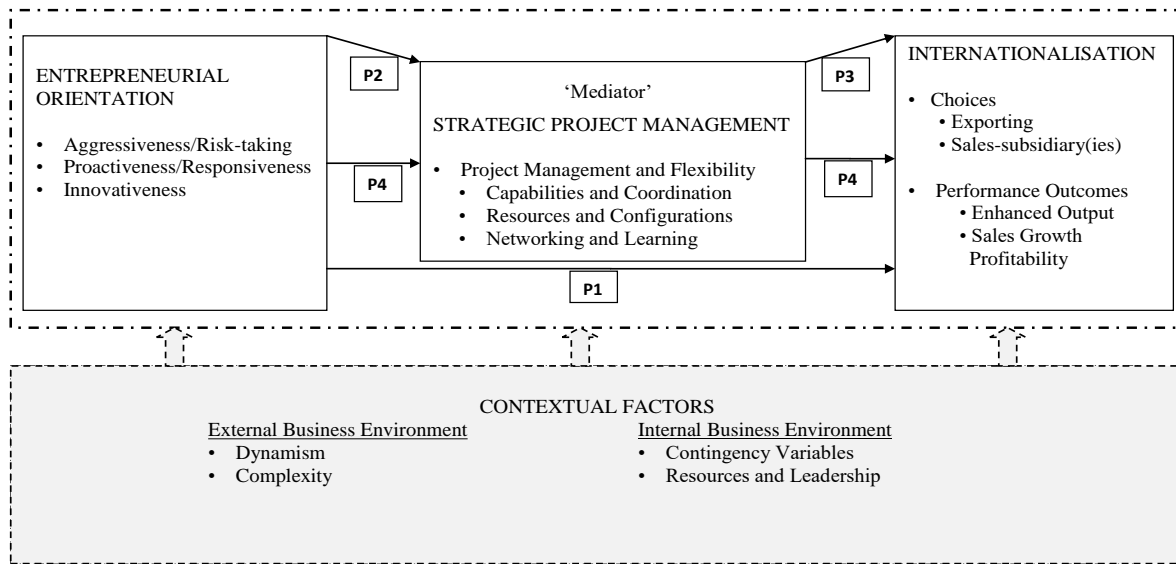 ENTREPRENEURIAL
ORIENTATION
• Aggressiveness/Risk-taking
• Proactiveness/Responsiveness
• Innovativeness
P2
P4
‘Mediator’
STRATEGIC PROJECT MANAGEMENT
• Project Management and Flexibility
• Capabilities and Coordination
• Resources and Configurations
• Networking and Learning
P3
P4
P1
INTERNATIONALISATION
• Choices
• Exporting
• Sales-subsidiary(ies)
• Performance Outcomes
• Enhanced Output
• Sales Growth
Profitability
CONTEXTUAL FACTORS
External Business Environment
• Dynamism
• Complexity
Internal Business Environment
• Contingency Variables
• Resources and Leadership